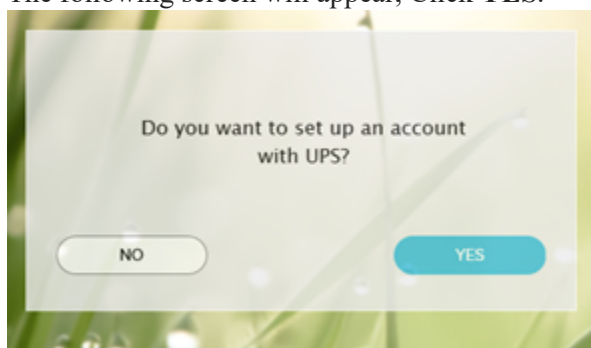 The following screen will appear, Click YES.
Do you want to set up an account
with UPS?
NO
YES